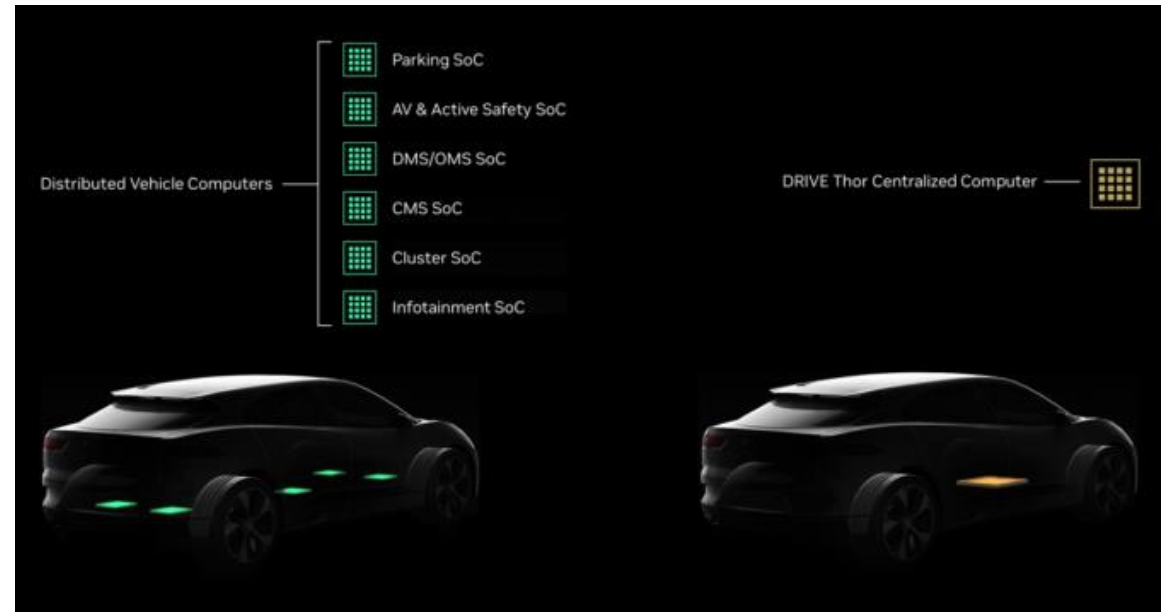 Parking SoC
AV & Active Safety SoC
DMS/OMS SoC
Distributed Vehicle Computers
CMS SoC
Cluster SoC
Infotainment SoC
DRIVE Thor Centralized Computer